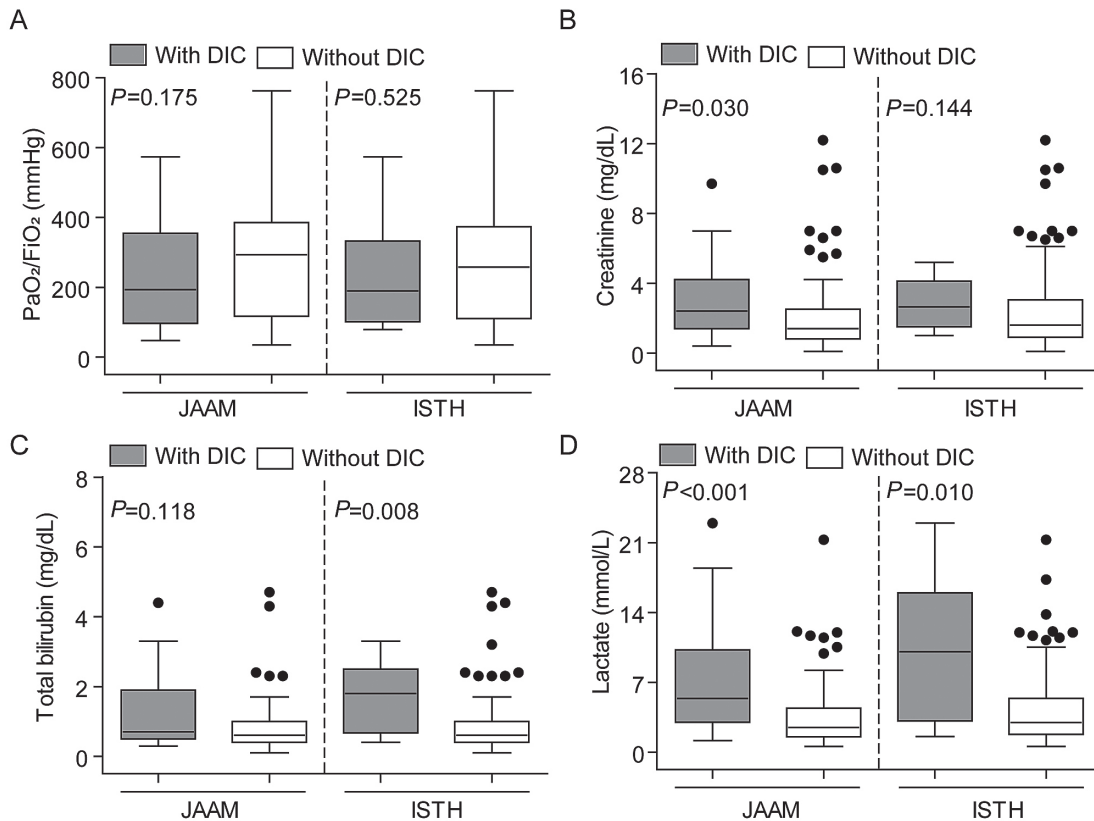 A
With DIC Without DIC
800
600
400
200
0
PaO₂/FiO₂ (mmHg)
P=0.175
P=0.525
JAAM
ISTH
B
With DIC Without DIC
16
12
8
4
0
Creatinine (mg/dL)
P=0.030
P=0.144
JAAM
ISTH
C
With DIC Without DIC
8
6
4
2
0
Total bilirubin (mg/dL)
P=0.118
P=0.008
JAAM
ISTH
D
With DIC Without DIC
28
21
14
7
0
Lactate (mmol/L)
P<0.001
P=0.010
JAAM
ISTH